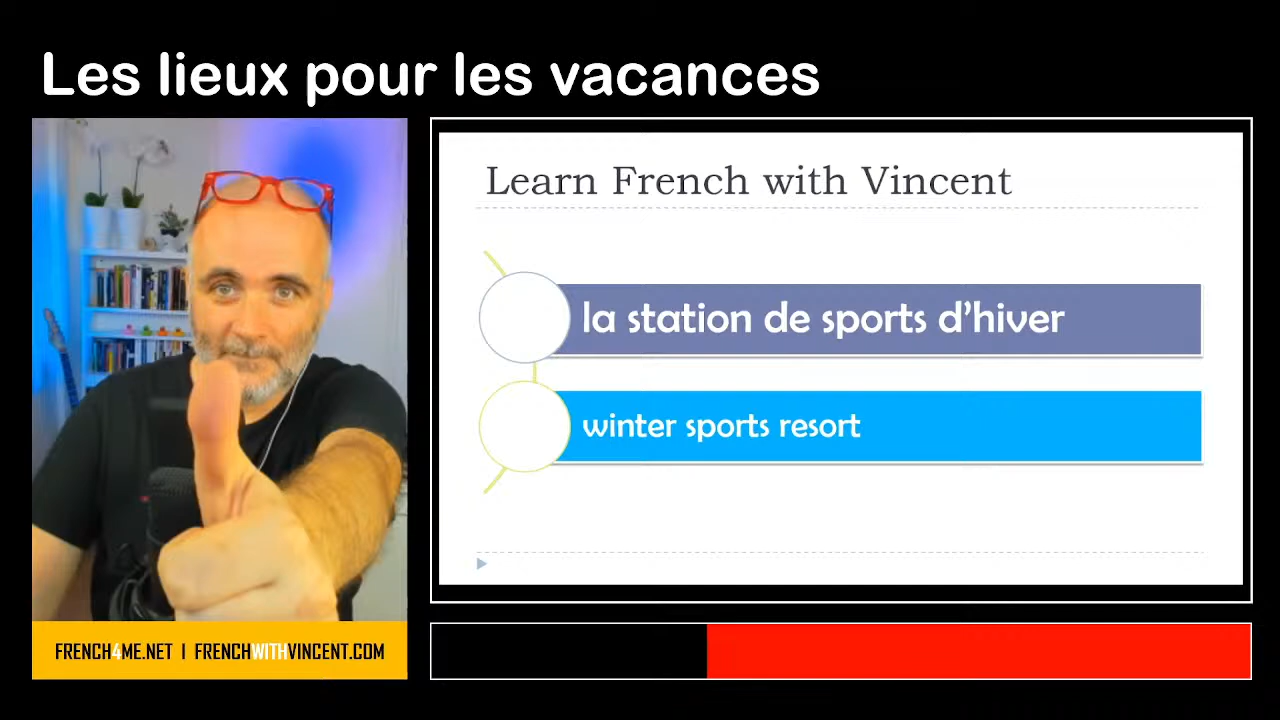 Les lieux pour les vacances
Learn French with Vincent
la station de sports d'hiver
winter sports resort
FRENCH4ME.NET I FRENCHWITHVINCENT.COM